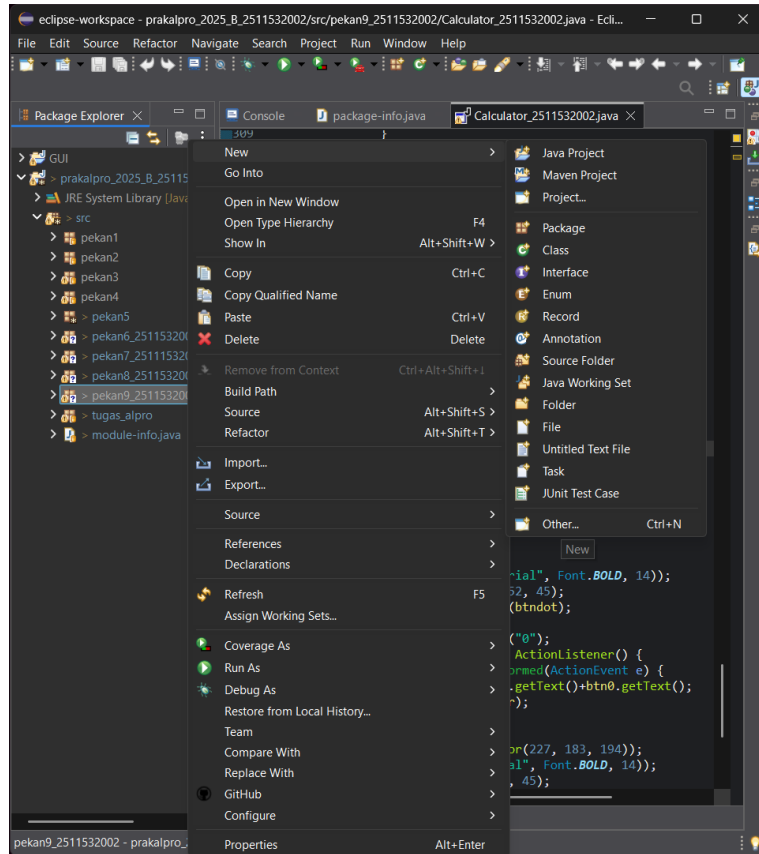 eclipse-workspace - prakalpro_2025_B_2511532002/src/pekan9_2511532002/Calculator_2511532002.java - Ecli...
File Edit Source Refactor Navigate Search Project Run Window Help
Package Explorer
Console
package-info.java
Calculator_2511532002.java
309 }
GUI
> prakalpro_2025_B_25115
JRE System Library [Java
> src
pekan1
pekan2
pekan3
pekan4
> pekan5
> pekan6_251153200
> pekan7_251115320
> pekan8_251153200
> pekan9_251153200
> tugas_alpro
> module-info.java
New
Go Into
Open in New Window
Open Type Hierarchy F4
Show In Alt+Shift+W >
Copy Ctrl+C
Copy Qualified Name
Paste Ctrl+V
Delete Delete
Remove from Context Ctrl+Alt+Shift+↓
Build Path
Source Alt+Shift+S >
Refactor Alt+Shift+T >
Import...
Export...
Source
References
Declarations
Refresh F5
Assign Working Sets...
Coverage As
Run As
Debug As
Restore from Local History...
Team
Compare With
Replace With
GitHub
Configure
Properties Alt+Enter
Java Project
Maven Project
Project...
Package
Class
Interface
Enum
Record
Annotation
Source Folder
Java Working Set
Folder
File
Untitled Text File
Task
JUnit Test Case
Other... Ctrl+N
New
rial", Font.BOLD, 14));
52, 45);
(btndot);
("0");
ActionListener() {
ormed(ActionEvent e) {
.getText()+btn0.getText();
r);
or(227, 183, 194));
al", Font.BOLD, 14));
, 45);
pekan9_2511532002 - prakalpro_